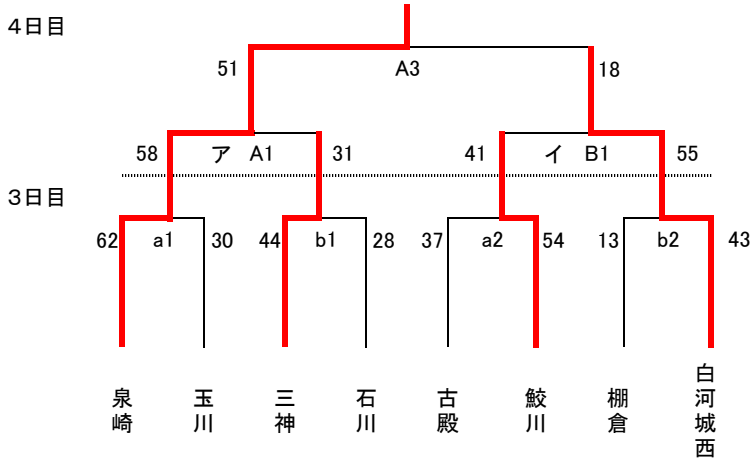 4日目
51 A3 18
58 ア A1 31 41 イ B1 55
3日目
62 a1 30 44 b1 28 37 a2 54 13 b2 43
泉崎 玉川 三神 石川 古殿 鮫川 棚倉 白河城西